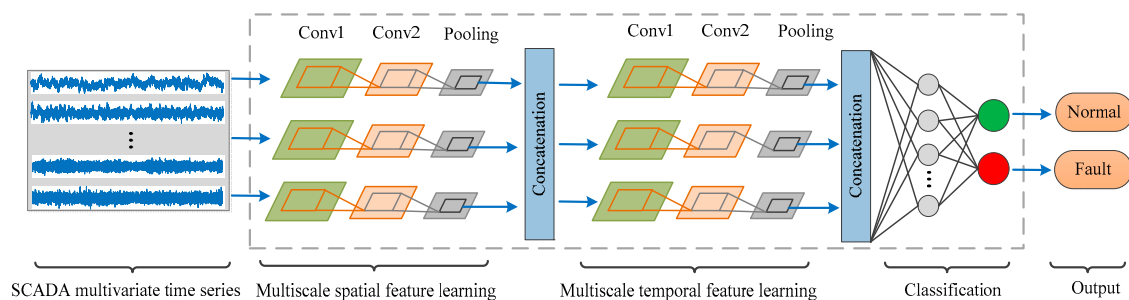 Conv1 Conv2 Pooling
Conv1 Conv2 Pooling
Concatenation
Concatenation
Normal
Fault
SCADA multivariate time series
Multiscale spatial feature learning
Multiscale temporal feature learning
Classification
Output